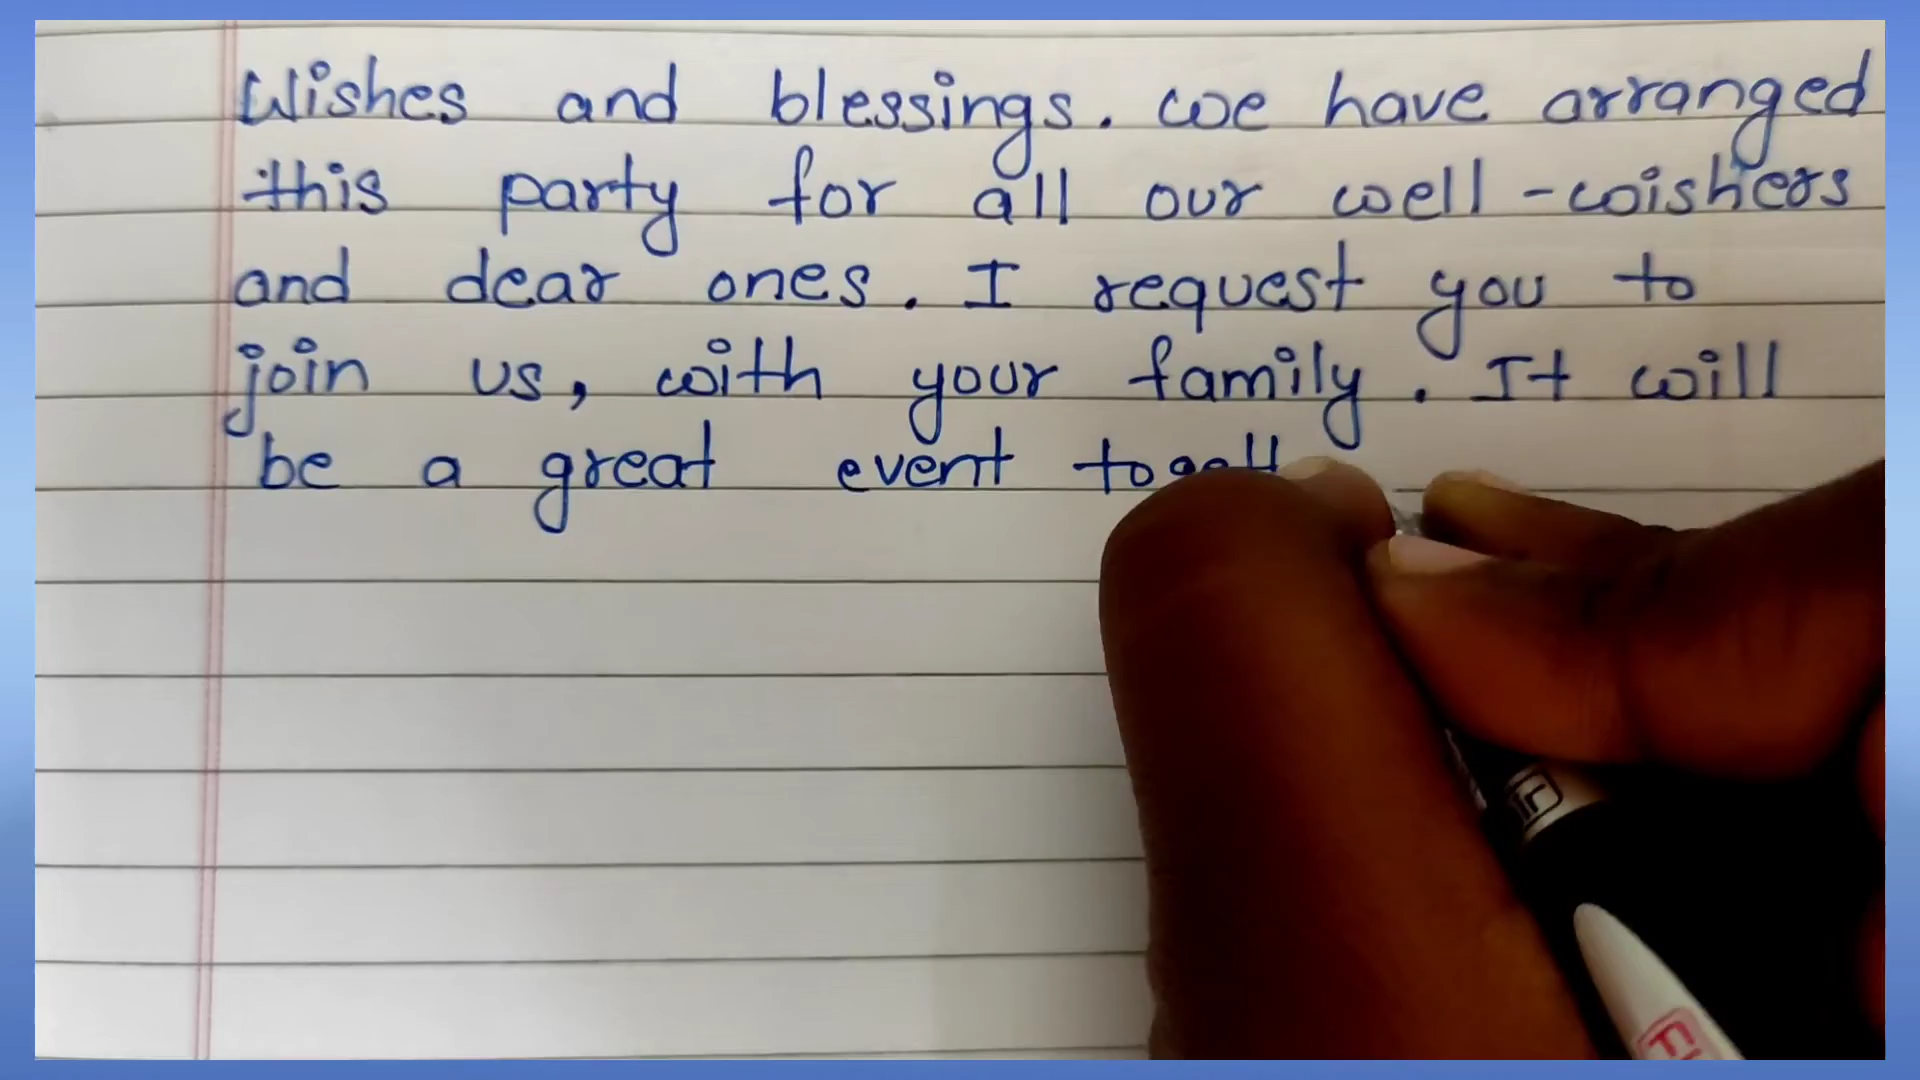 Wishes and blessings. we have arranged
this party for all our well-wishers
and dear ones. I request you to
join us, with your family. It will
be a great event